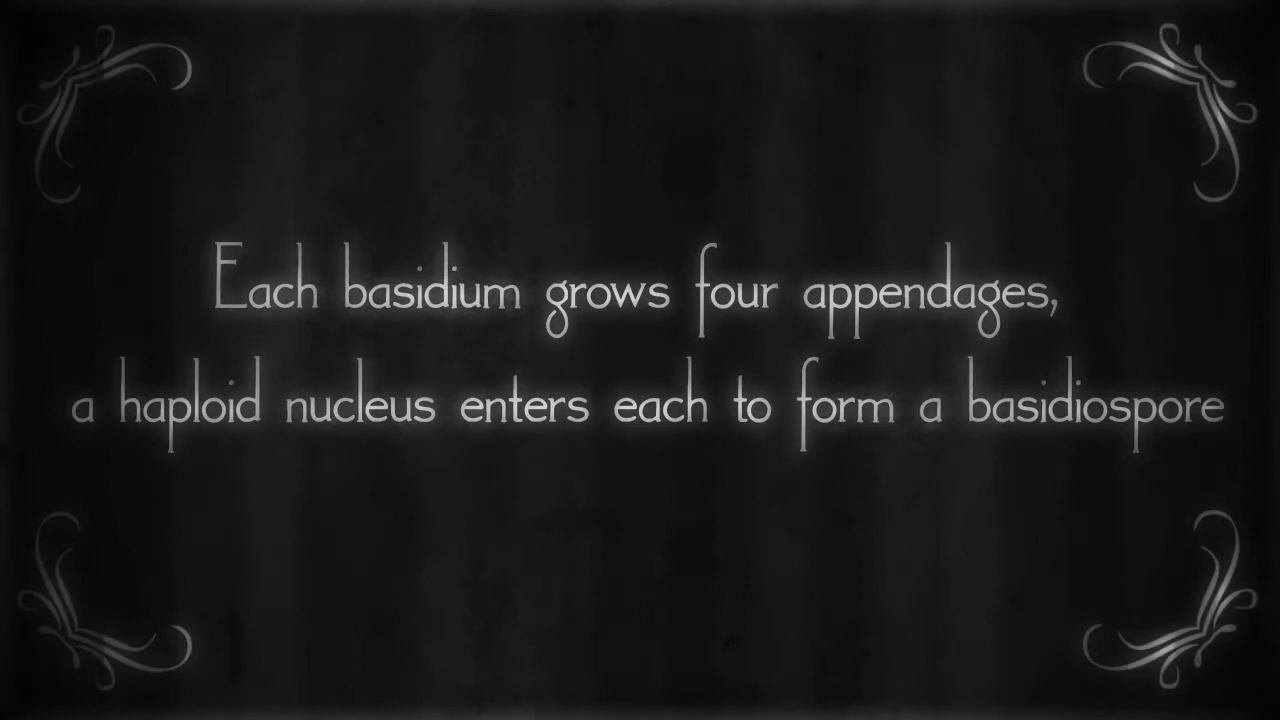 Each basidium grows four appendages,
a haploid nucleus enters each to form a basidiospore